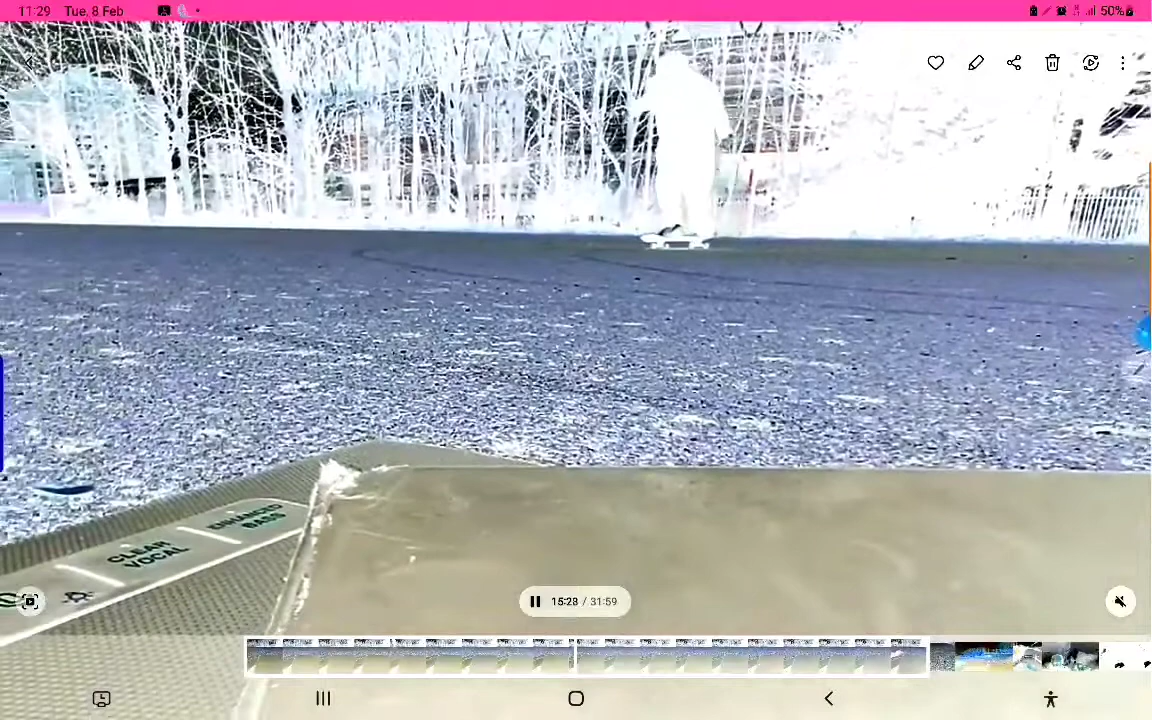 11:29 Tue, 8 Feb
50%
ENHANCED BASS
CLEAR VOCAL
15:28 / 31:59